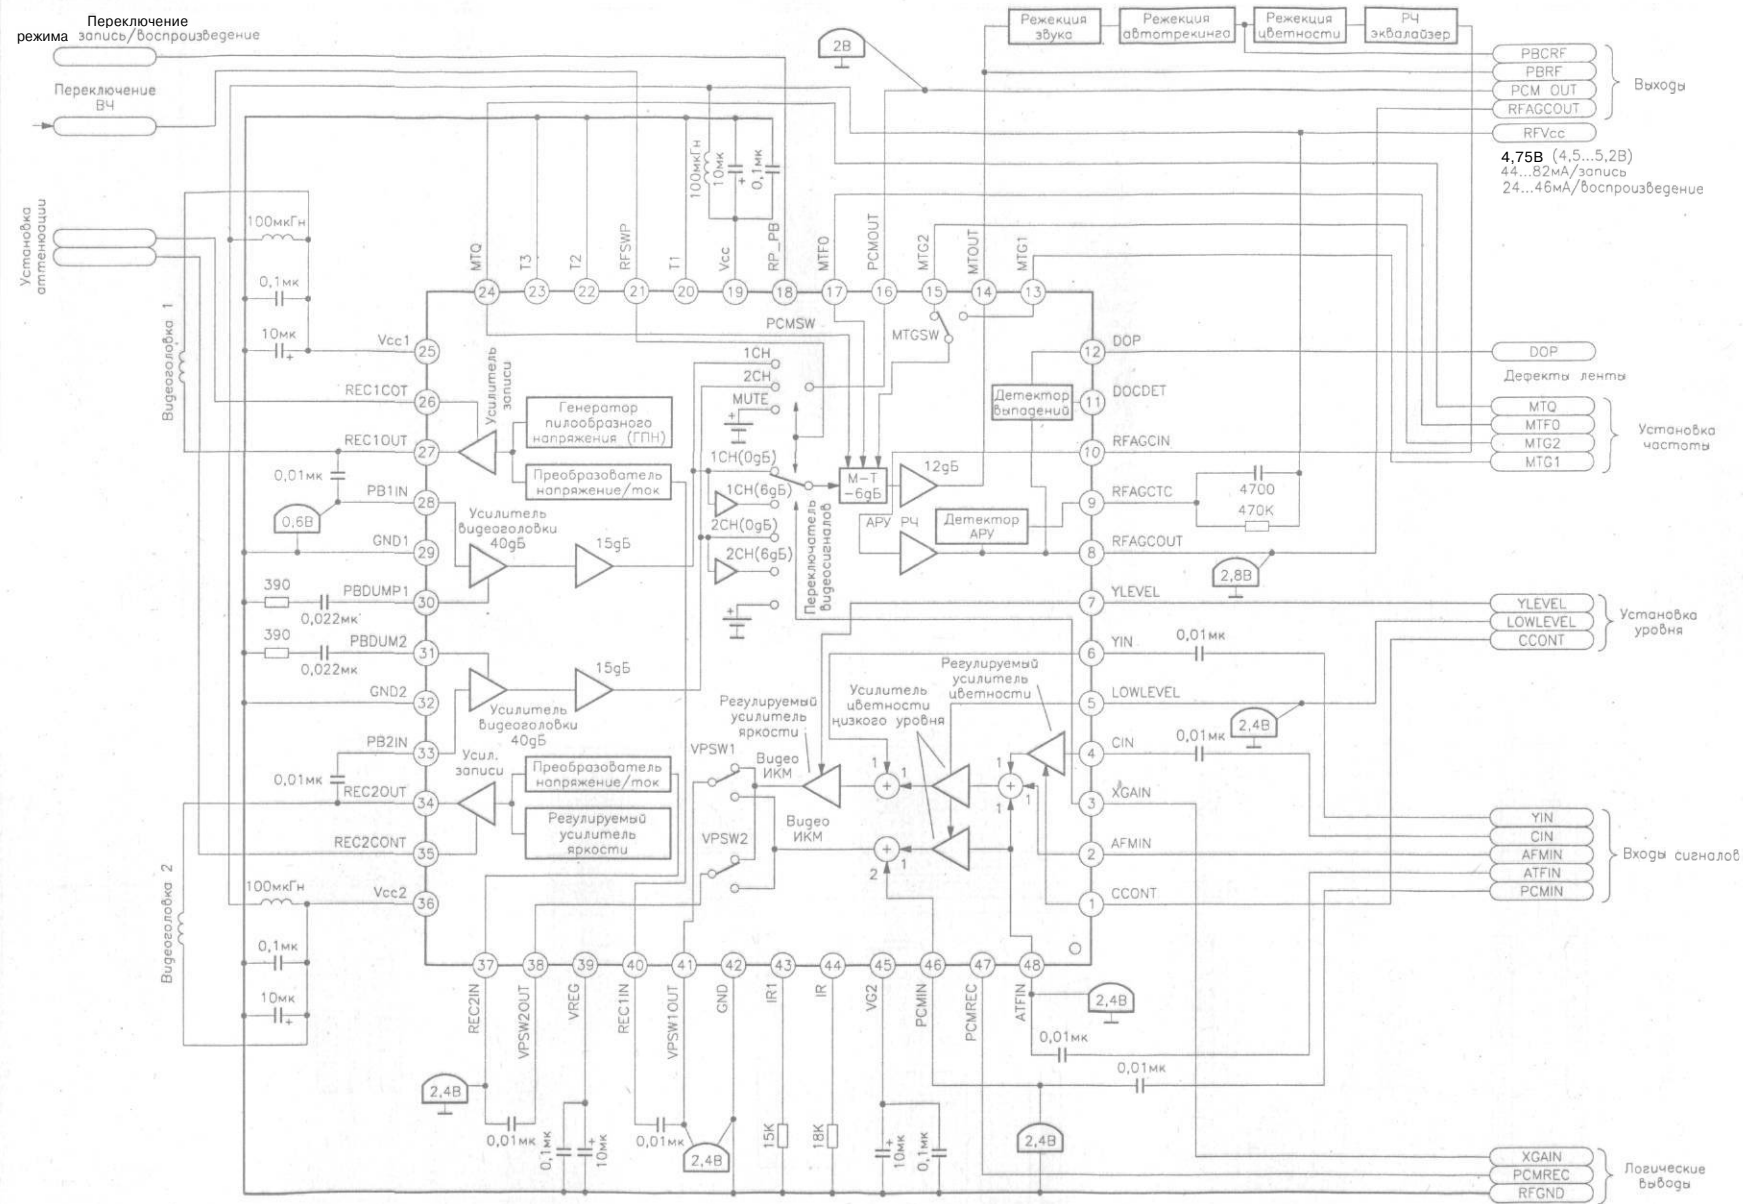 Переключение
режима запись/воспроизведение
Переключение
ВЧ
Установка
аттенюации
Видеоголовка 1
Видеоголовка 2
100мкГн
0,1мк
10мк
+
0,01мк
0,6В
390
0,022мк
390
0,022мк
0,01мк
100мкГн
0,1мк
10мк
+
2В
Режекция
звука
Режекция
автотрекинга
Режекция
цветности
РЧ
эквалайзер
PBCRF
PBRF
PCM OUT
RFAGCOUT
Выходы
RFVcc
4,75В (4,5...5,2В)
44...82мА/запись
24...46мА/воспроизведение
100мкГн
10мк
+
0,1мк
MTQ
T3
T2
RFSWP
T1
Vcc
RP_PB
MTFO
PCMOUT
MTG2
MTOUT
MTG1
24
23
22
21
20
19
18
17
16
15
14
13
Vcc1
25
REC1COT
26
REC1OUT
27
PB1IN
28
GND1
29
PBDUMP1
30
PBDUM2
31
GND2
32
PB2IN
33
REC2OUT
34
REC2CONT
35
Vcc2
36
Усилитель
записи
Генератор
пилообразного
напряжения (ГПН)
Преобразователь
напряжение/ток
Усилитель
видеоголовки
40дБ
15дБ
15дБ
Усилитель
видеоголовки
40дБ
Усил.
записи
Преобразователь
напряжение/ток
Регулируемый
усилитель
яркости
PCMSW
1CH
2CH
MUTE
+
1CH(0дБ)
1CH(6дБ)
2CH(0дБ)
2CH(6дБ)
+
Переключатель
видеосигналов
MTGSW
M-T
-6дБ
12дБ
АРУ РЧ
Детектор
выпадений
Детектор
АРУ
12
DOP
11
DOCDET
10
RFAGCIN
9
RFAGCTC
8
RFAGCOUT
7
YLEVEL
6
YIN
5
LOWLEVEL
4
CIN
3
XGAIN
2
AFMIN
1
CCONT
4700
470К
2,8В
0,01мк
2,4В
0,01мк
DOP
Дефекты ленты
MTQ
MTFO
MTG2
MTG1
Установка
частоты
YLEVEL
LOWLEVEL
CCONT
Установка
уровня
YIN
CIN
AFMIN
ATFIN
PCMIN
Входы сигналов
Регулируемый
усилитель
яркости
Усилитель
цветности
низкого уровня
Регулируемый
усилитель
цветности
VPSW1
Видео
ИКМ
VPSW2
Видео
ИКМ
+
1
1
+
1
1
1
+
1
2
37
38
39
40
41
42
43
44
45
46
47
48
REC2IN
VPSW2OUT
VREG
REC1IN
VPSW1OUT
GND
IR1
IR
VG2
PCMIN
PCMREC
ATFIN
2,4В
0,01мк
0,1мк
+
10мк
0,01мк
2,4В
15К
18К
+
10мк
0,1мк
2,4В
0,01мк
0,01мк
2,4В
XGAIN
PCMREC
RFGND
Логические
выводы